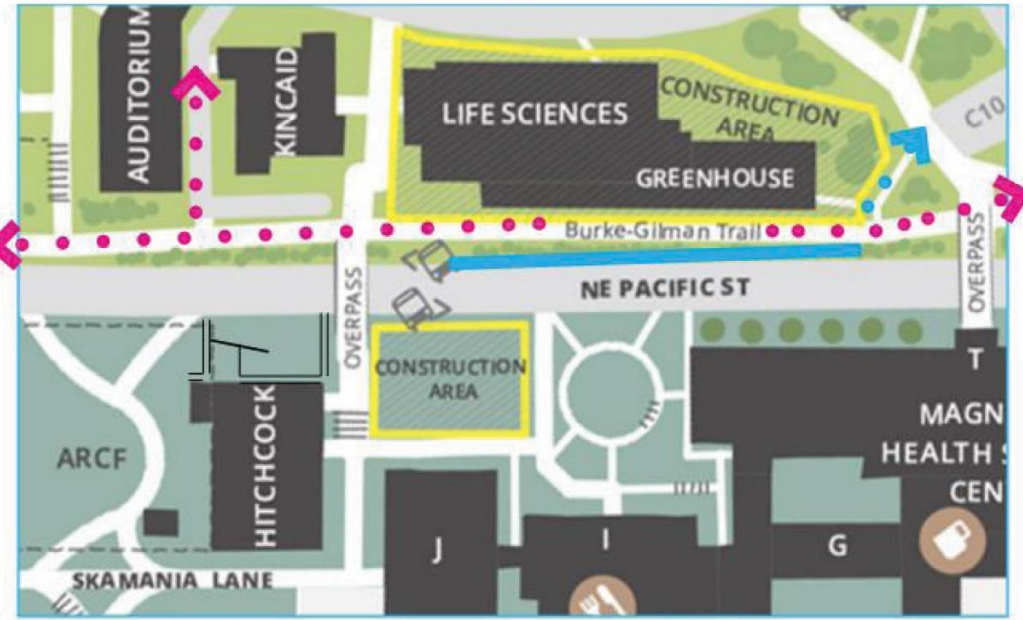 AUDITORIUM
KINCAID
LIFE SCIENCES
CONSTRUCTION
AREA
GREENHOUSE
C10
Burke-Gilman Trail
OVERPASS
OVERPASS
NE PACIFIC ST
CONSTRUCTION
AREA
T
MAGN
HEALTH S
CEN
ARCF
HITCHCOCK
J
I
G
SKAMANIA LANE